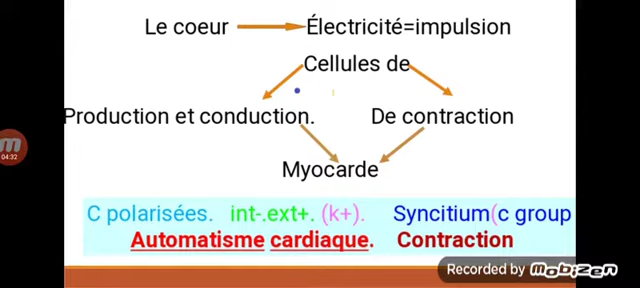 Le coeur Électricité=impulsion
Cellules de
Production et conduction. De contraction
Myocarde
04:32
C polarisées. int-.ext+. (k+). Syncitium(c group
Automatisme cardiaque. Contraction
Recorded by mobizen